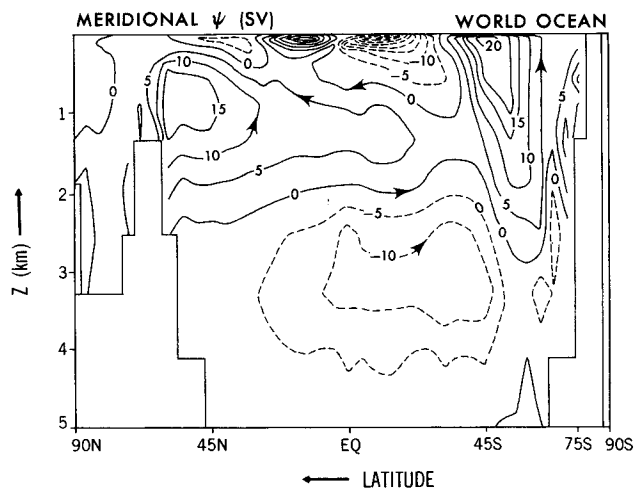 MERIDIONAL ψ (SV) WORLD OCEAN
0 5 10 15 0 -5 -10 0 20 15 10 5 0 5
10 5 0 -5 -10 0
1
2
3
4
5
Z (km) →
90N 45N EQ 45S 75S 90S
← LATITUDE